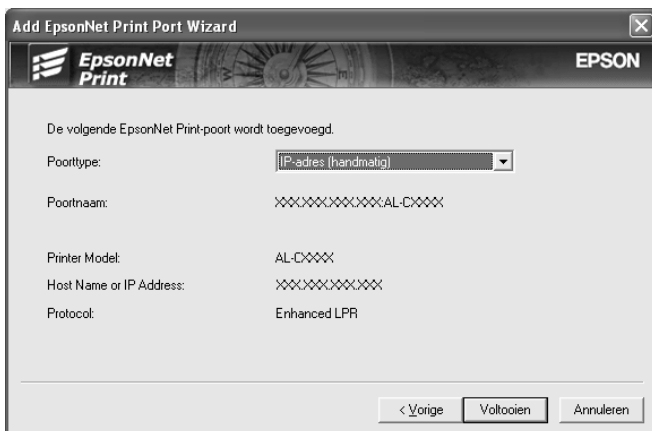 Add EpsonNet Print Port Wizard
EpsonNet
Print
EPSON
De volgende EpsonNet Print-poort wordt toegevoegd.
Poorttype: IP-adres (handmatig)
Poortnaam: XXX.XXX.XXX.XXX:AL-CXXXX
Printer Model: AL-CXXXX
Host Name or IP Address: XXX.XXX.XXX.XXX
Protocol: Enhanced LPR
< Vorige Voltooien Annuleren